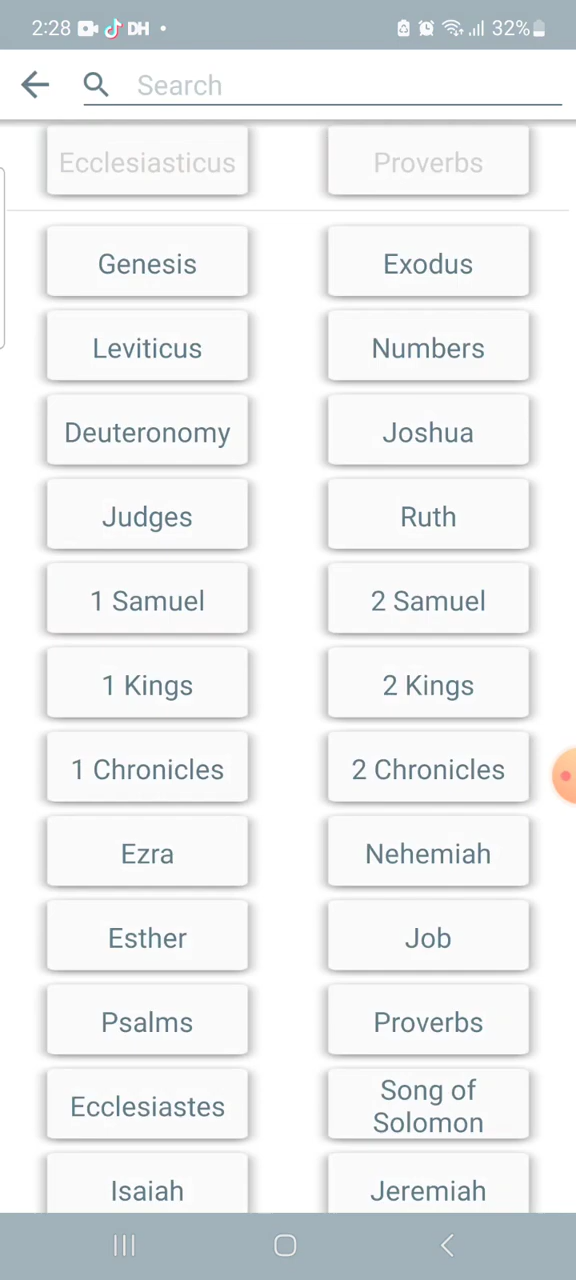 2:28 DH 32%
Search
Ecclesiasticus Proverbs
Genesis Exodus
Leviticus Numbers
Deuteronomy Joshua
Judges Ruth
1 Samuel 2 Samuel
1 Kings 2 Kings
1 Chronicles 2 Chronicles
Ezra Nehemiah
Esther Job
Psalms Proverbs
Ecclesiastes Song of
Solomon
Isaiah Jeremiah